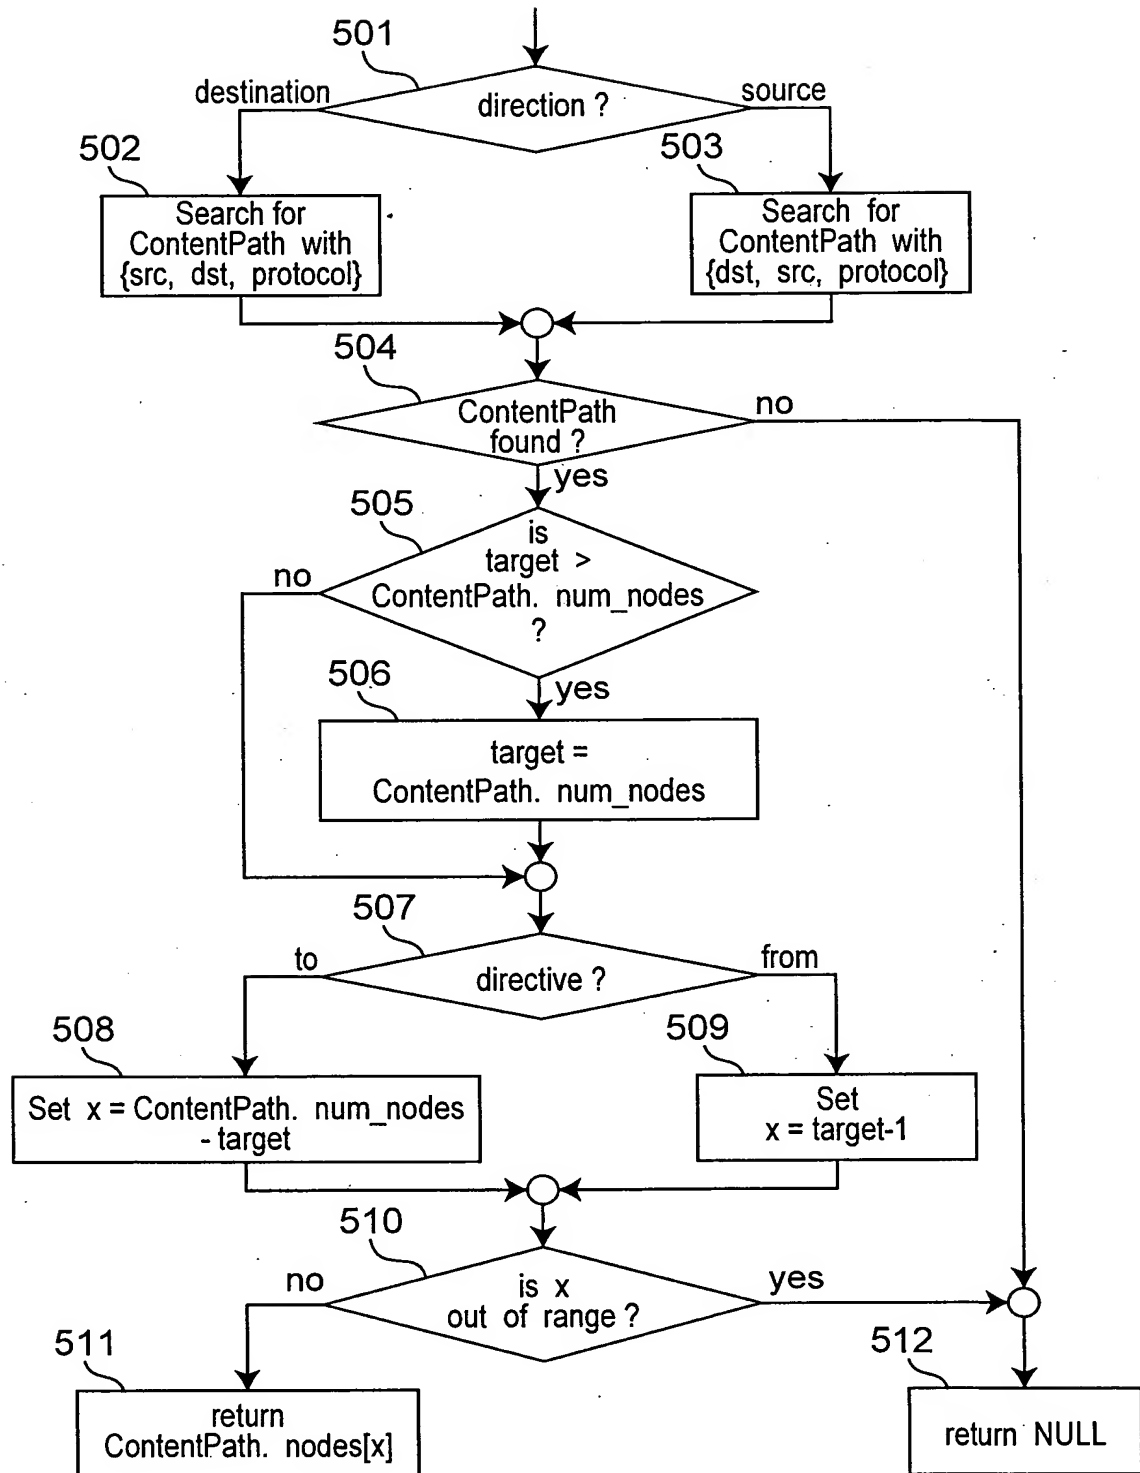 501
direction ?
destination
source
502
503
Search for
ContentPath with
{src, dst, protocol}
Search for
ContentPath with
{dst, src, protocol}
504
ContentPath
found ?
no
yes
505
is
target >
ContentPath. num_nodes
?
no
yes
506
target =
ContentPath. num_nodes
507
directive ?
to
from
508
509
Set x = ContentPath. num_nodes
- target
Set
x = target-1
510
is x
out of range ?
no
yes
511
512
return
ContentPath. nodes[x]
return NULL